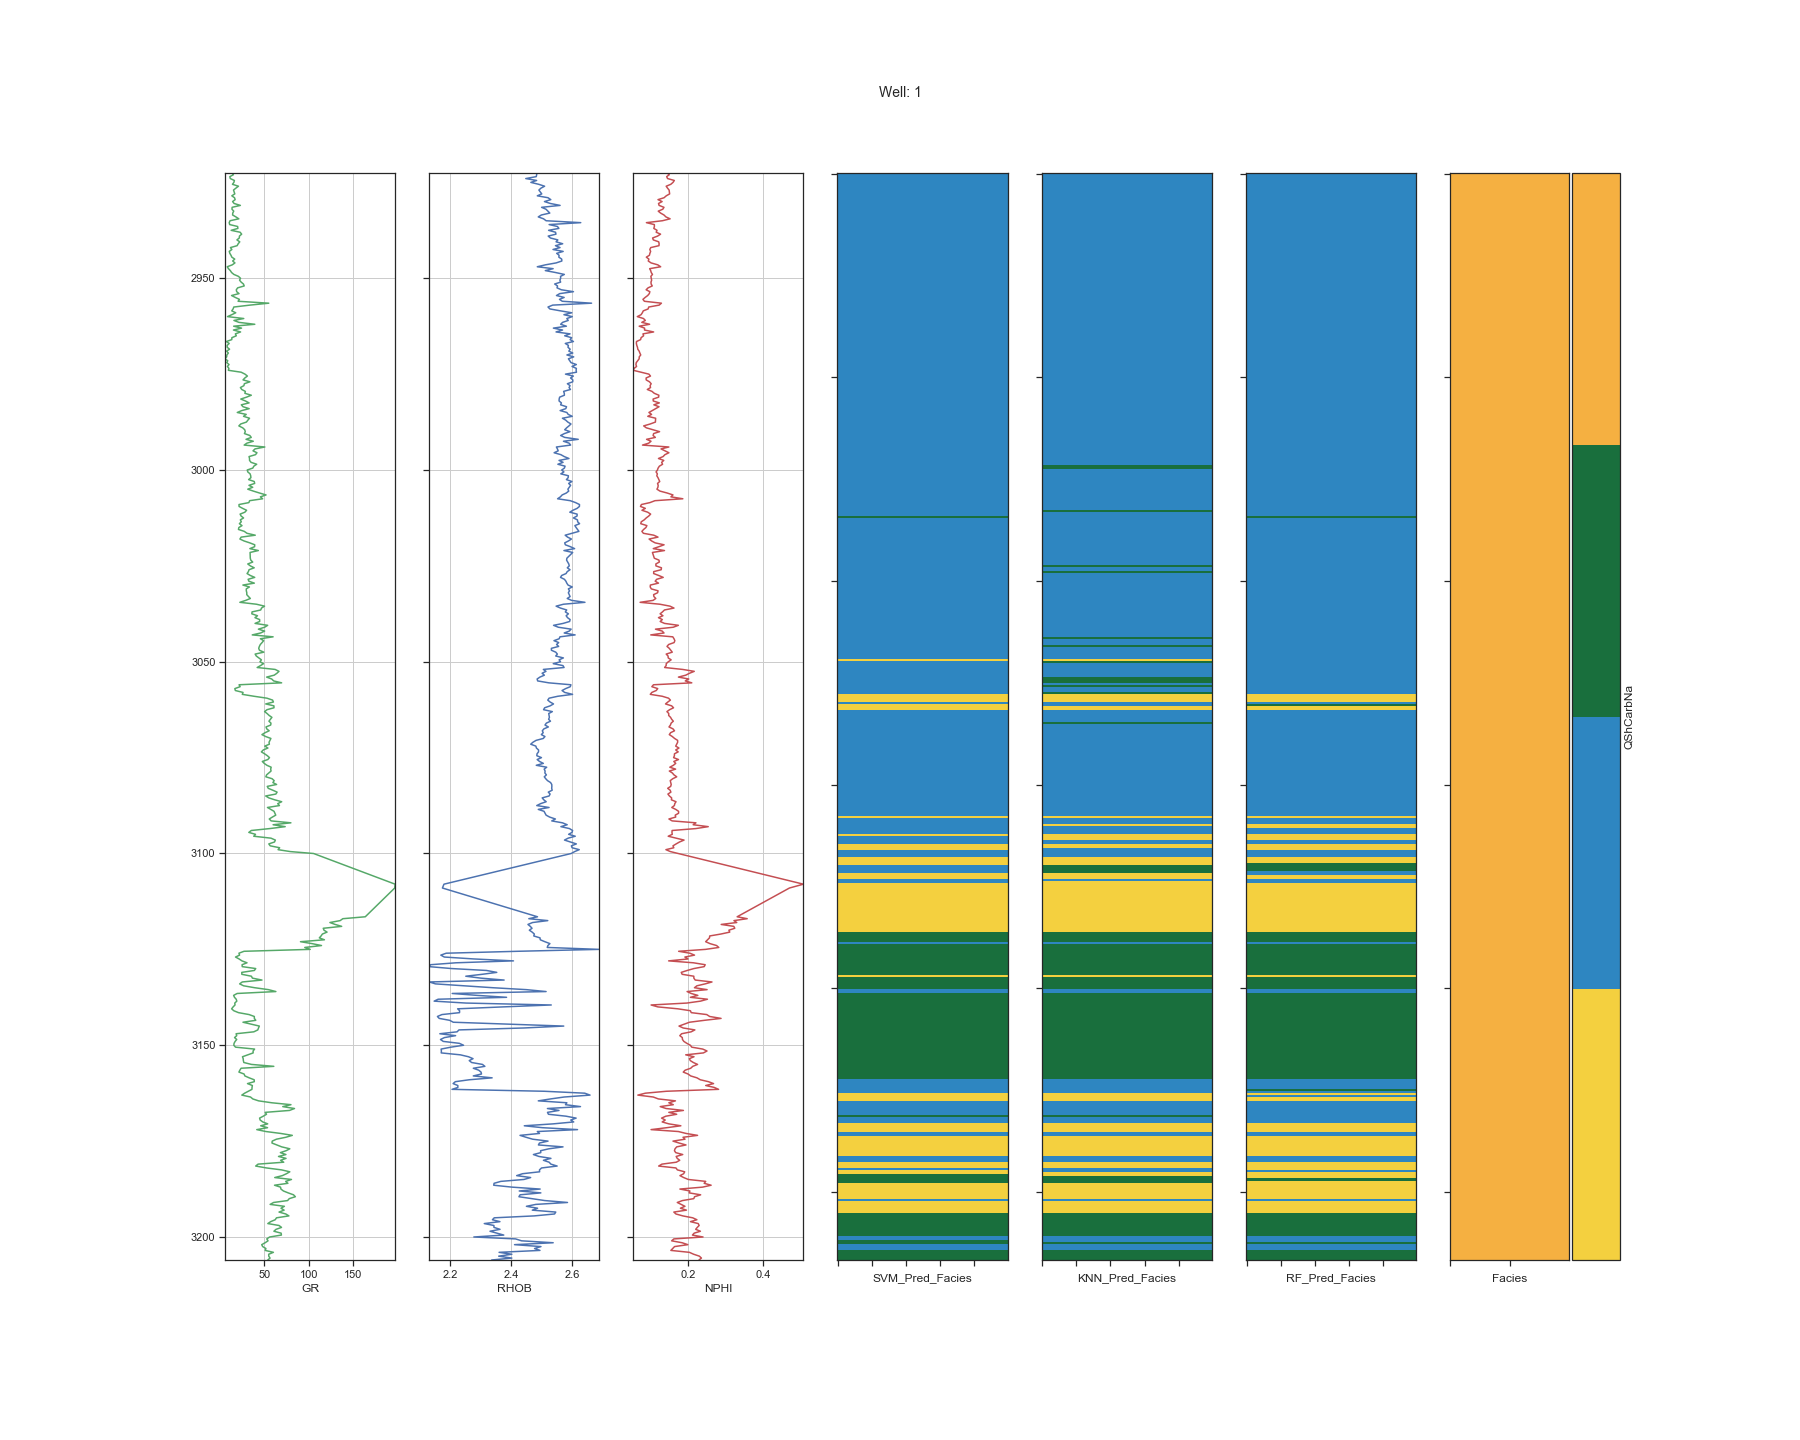 Well: 1
2950
3000
3050
3100
3150
3200
50 100 150
GR
2.2 2.4 2.6
RHOB
0.2 0.4
NPHI
SVM_Pred_Facies
KNN_Pred_Facies
RF_Pred_Facies
Facies
QShCarbNa